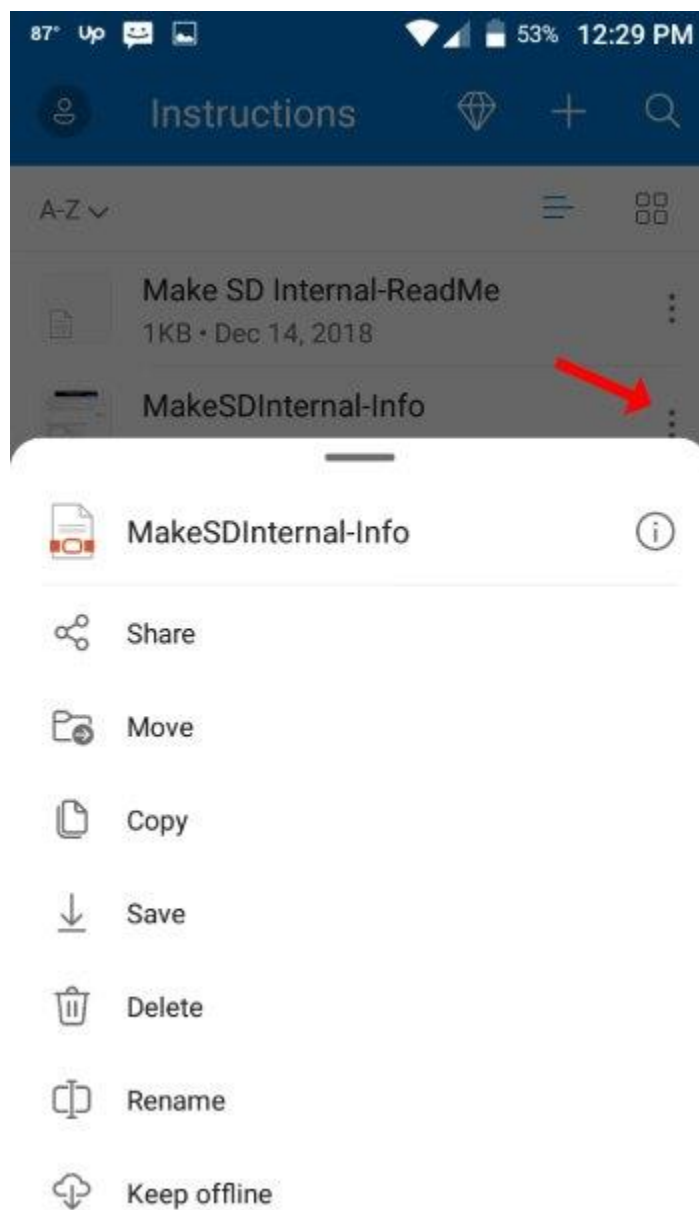 87° Up 53% 12:29 PM
Instructions
A-Z
Make SD Internal-ReadMe
1KB • Dec 14, 2018
MakeSDInternal-Info
MakeSDInternal-Info
Share
Move
Copy
Save
Delete
Rename
Keep offline